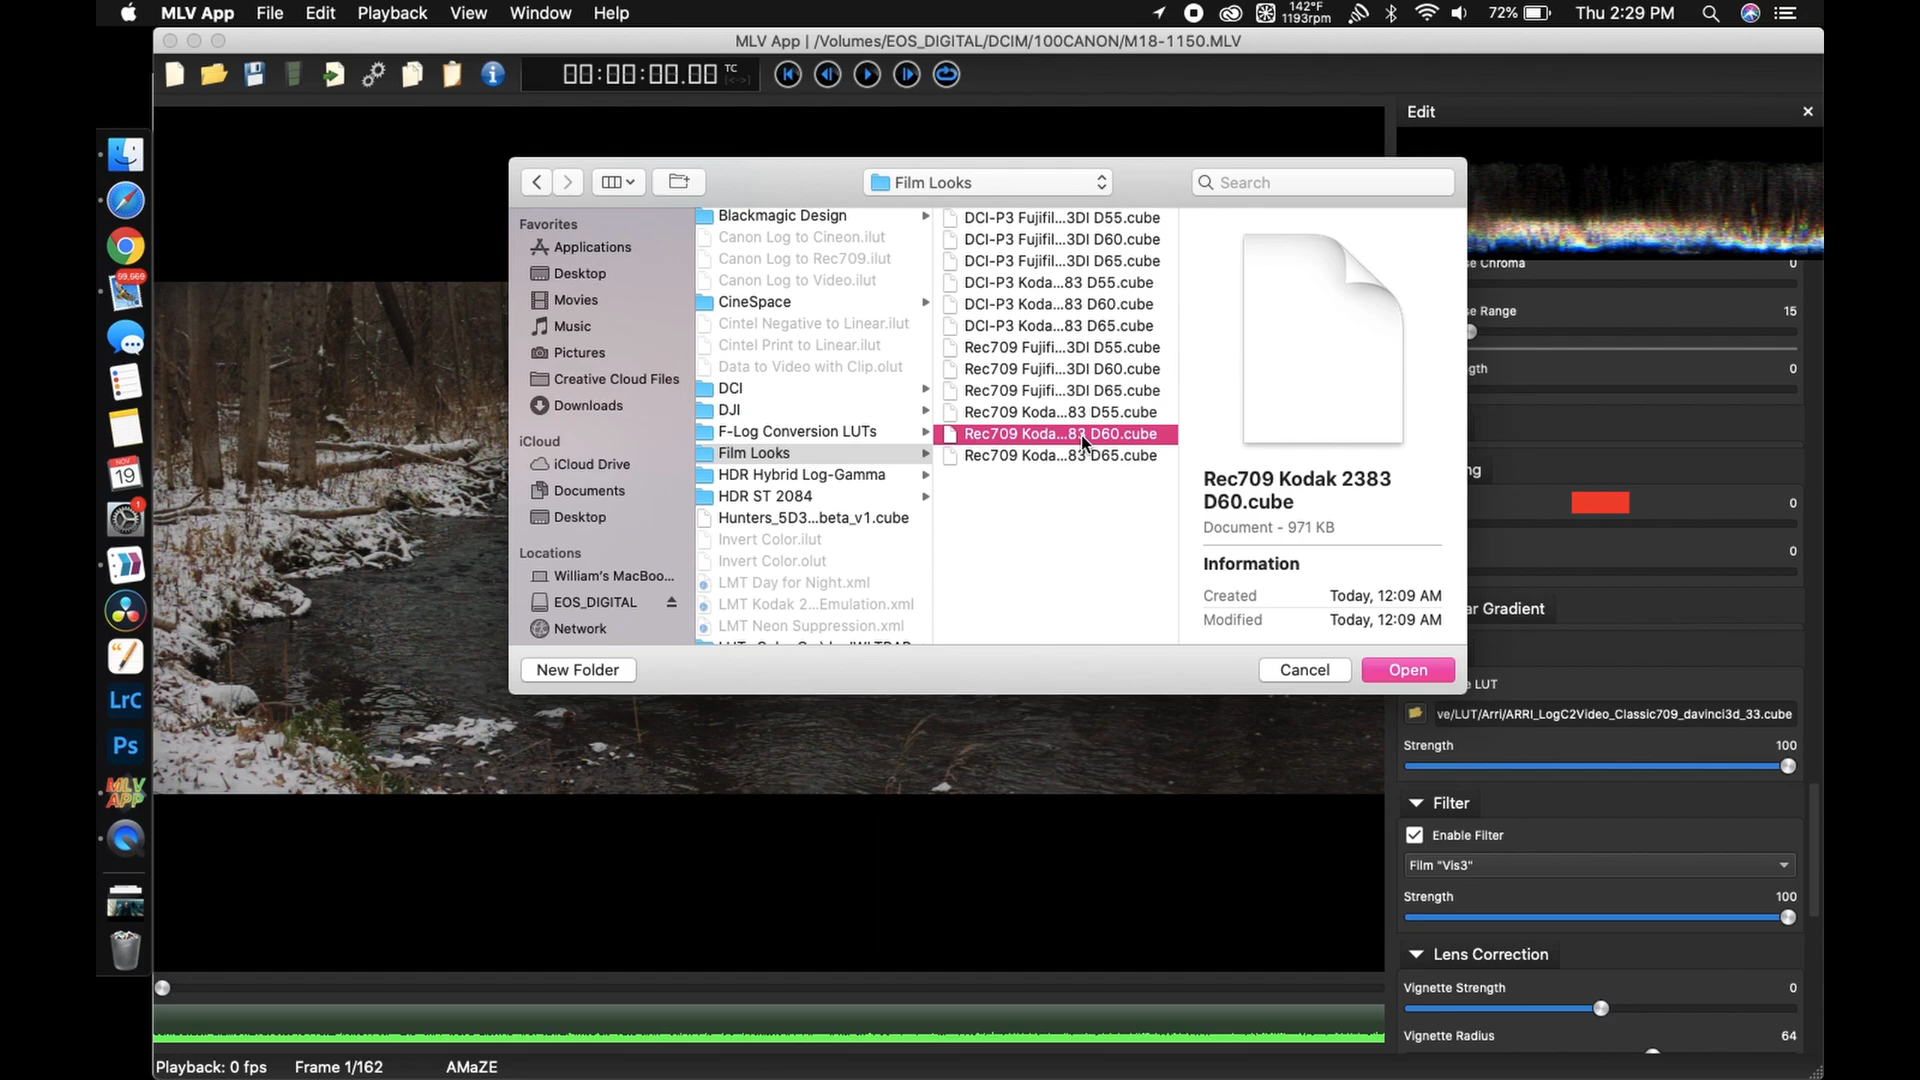 MLV App File Edit Playback View Window Help
142°F
1193rpm
72%
Thu 2:29 PM
MLV App | /Volumes/EOS_DIGITAL/DCIM/100CANON/M18-1150.MLV
00:00:00.00 TC
Edit
Film Looks
Search
Favorites
Applications
Desktop
Movies
Music
Pictures
Creative Cloud Files
Downloads
iCloud
iCloud Drive
Documents
Desktop
Locations
William's MacBoo...
EOS_DIGITAL
Network
Blackmagic Design
Canon Log to Cineon.ilut
Canon Log to Rec709.ilut
Canon Log to Video.ilut
CineSpace
Cintel Negative to Linear.ilut
Cintel Print to Linear.ilut
Data to Video with Clip.olut
DCI
DJI
F-Log Conversion LUTs
Film Looks
HDR Hybrid Log-Gamma
HDR ST 2084
Hunters_5D3...beta_v1.cube
Invert Color.ilut
Invert Color.olut
LMT Day for Night.xml
LMT Kodak 2...Emulation.xml
LMT Neon Suppression.xml
DCI-P3 Fujifil...3DI D55.cube
DCI-P3 Fujifil...3DI D60.cube
DCI-P3 Fujifil...3DI D65.cube
DCI-P3 Koda...83 D55.cube
DCI-P3 Koda...83 D60.cube
DCI-P3 Koda...83 D65.cube
Rec709 Fujifi...3DI D55.cube
Rec709 Fujifi...3DI D60.cube
Rec709 Fujifi...3DI D65.cube
Rec709 Koda...83 D55.cube
Rec709 Koda...83 D60.cube
Rec709 Koda...83 D65.cube
Rec709 Kodak 2383
D60.cube
Document - 971 KB
Information
Created Today, 12:09 AM
Modified Today, 12:09 AM
New Folder
Cancel
Open
se Chroma 0
se Range 15
gth 0
ng
0
0
ar Gradient
e LUT
ve/LUT/Arri/ARRI_LogC2Video_Classic709_davinci3d_33.cube
Strength 100
Filter
Enable Filter
Film "Vis3"
Strength 100
Lens Correction
Vignette Strength 0
Vignette Radius 64
59,669
NOV
19
1
LrC
Ps
MLV
APP
Playback: 0 fps
Frame 1/162
AMaZE